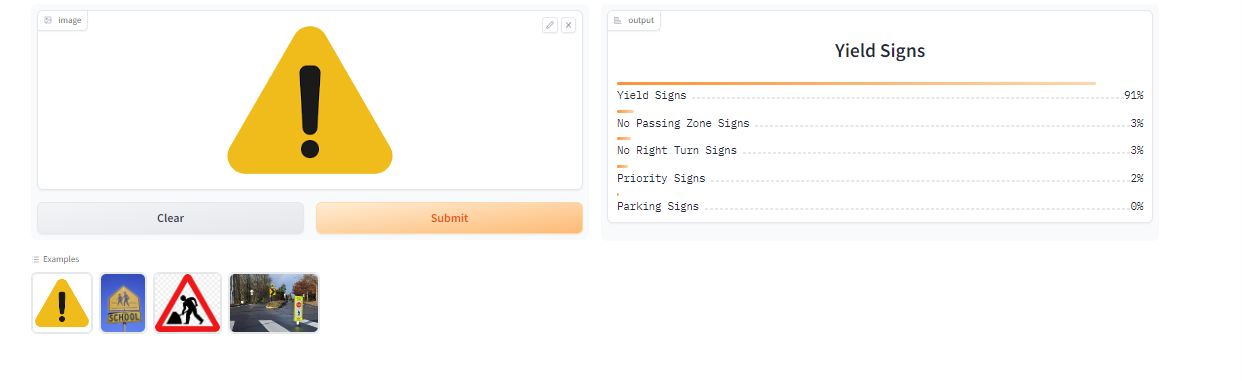 image
!
Clear
Submit
output
Yield Signs
Yield Signs 91%
No Passing Zone Signs 3%
No Right Turn Signs 3%
Priority Signs 2%
Parking Signs 0%
Examples
!
SCHOOL